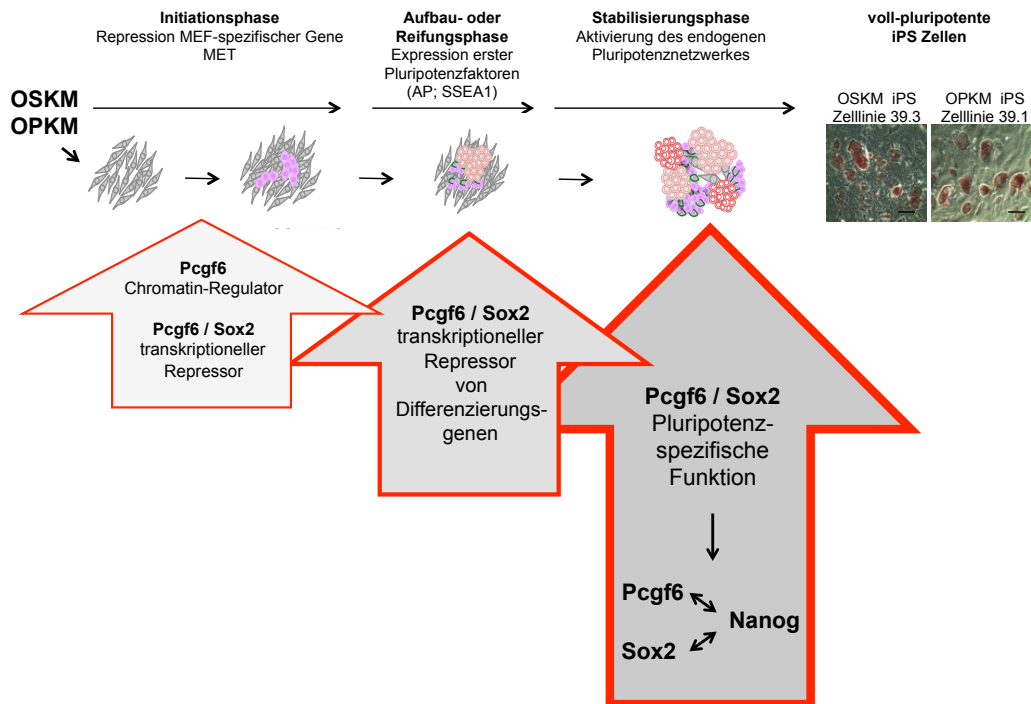 Initiationsphase
Repression MEF-spezifischer Gene
MET
Aufbau- oder
Reifungsphase
Expression erster
Pluripotenzfaktoren
(AP; SSEA1)
Stabilisierungsphase
Aktivierung des endogenen
Pluripotenznetzwerkes
voll-pluripotente
iPS Zellen
OSKM
OPKM
OSKM iPS
Zelllinie 39.3
OPKM iPS
Zelllinie 39.1
Pcgf6
Chromatin-Regulator
Pcgf6 / Sox2
transkriptioneller
Repressor
Pcgf6 / Sox2
transkriptioneller
Repressor
von
Differenzierungs-
genen
Pcgf6 / Sox2
Pluripotenz-
spezifische
Funktion
Pcgf6
Nanog
Sox2